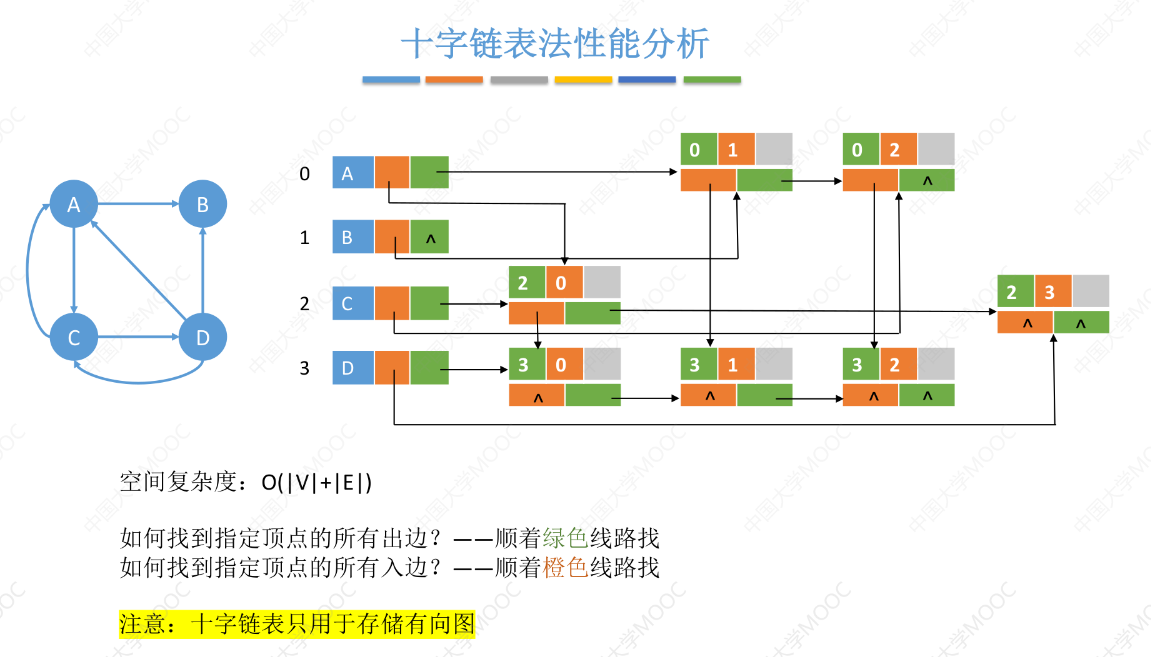 十字链表法性能分析
A B
C D
0 A 0 1 0 2 ^
1 B ^
2 C 2 0 2 3 ^ ^
3 D 3 0 ^ 3 1 ^ 3 2 ^ ^
空间复杂度：O(|V|+|E|)
如何找到指定顶点的所有出边？——顺着绿色线路找
如何找到指定顶点的所有入边？——顺着橙色线路找
注意：十字链表只用于存储有向图
中国大学MOOC